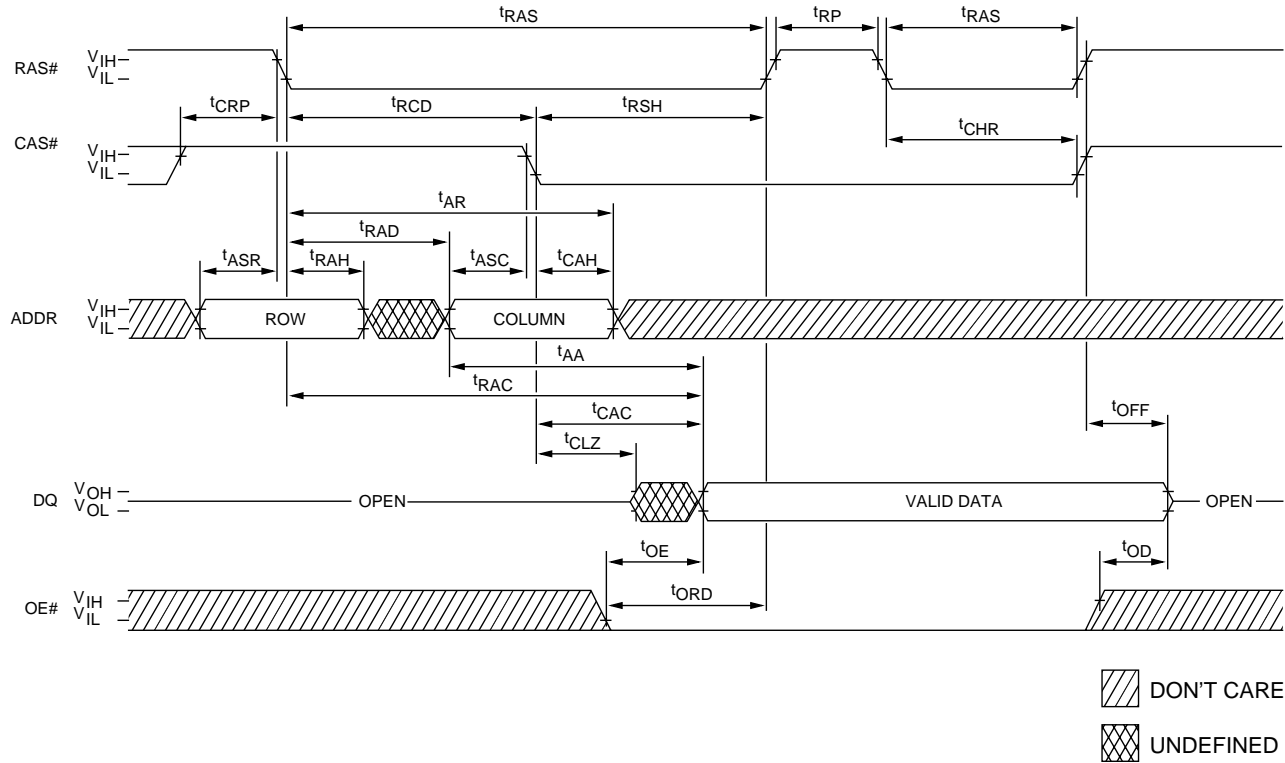 tRAS tRP tRAS
RAS# VIH VIL
tCRP tRCD tRSH
tCHR
CAS# VIH VIL
tAR
tRAD
tASR tRAH tASC tCAH
ADDR VIH VIL ROW COLUMN
tAA
tRAC
tCAC tOFF
tCLZ
DQ VOH VOL OPEN VALID DATA OPEN
tOE tOD
tORD
OE# VIH VIL
DON'T CARE
UNDEFINED